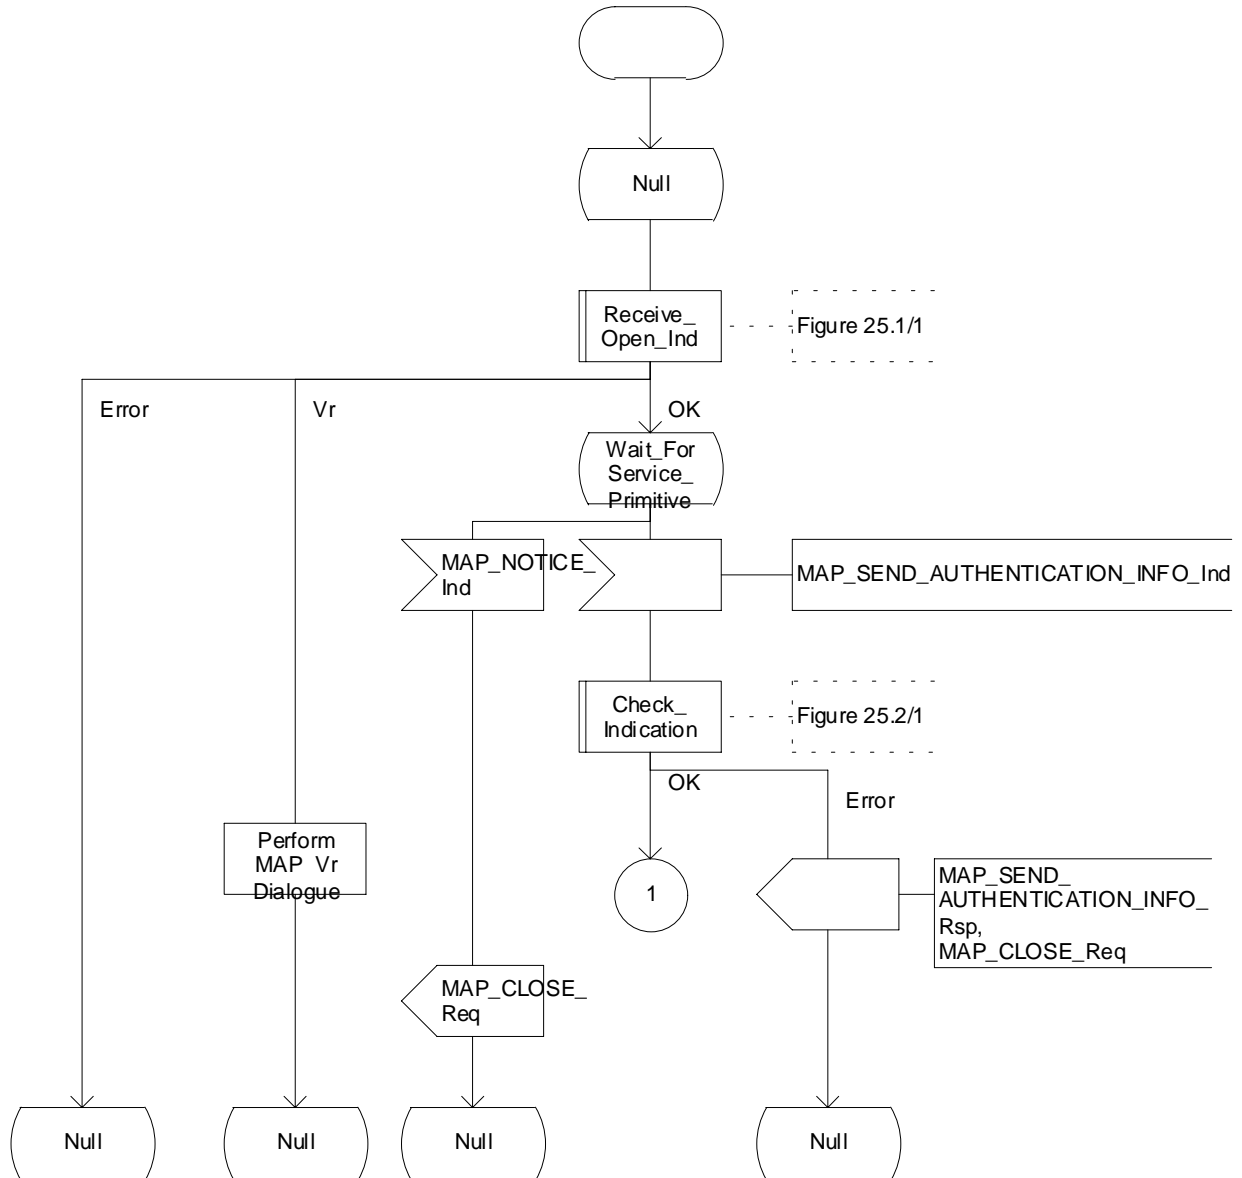 Null
Receive_
Open_Ind
Figure 25.1/1
Error
Vr
OK
Wait_For
Service_
Primitive
MAP_NOTICE_
Ind
MAP_SEND_AUTHENTICATION_INFO_Ind
Check_
Indication
Figure 25.2/1
OK
Error
Perform
MAP Vr
Dialogue
1
MAP_SEND_
AUTHENTICATION_INFO_
Rsp,
MAP_CLOSE_Req
MAP_CLOSE_
Req
Null
Null
Null
Null